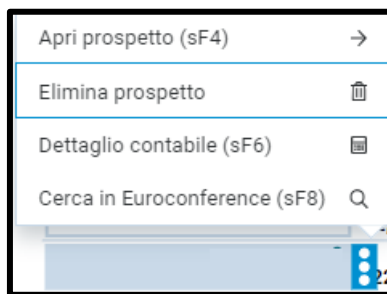 Apri prospetto (sF4)
Elimina prospetto
Dettaglio contabile (sF6)
Cerca in Euroconference (sF8)